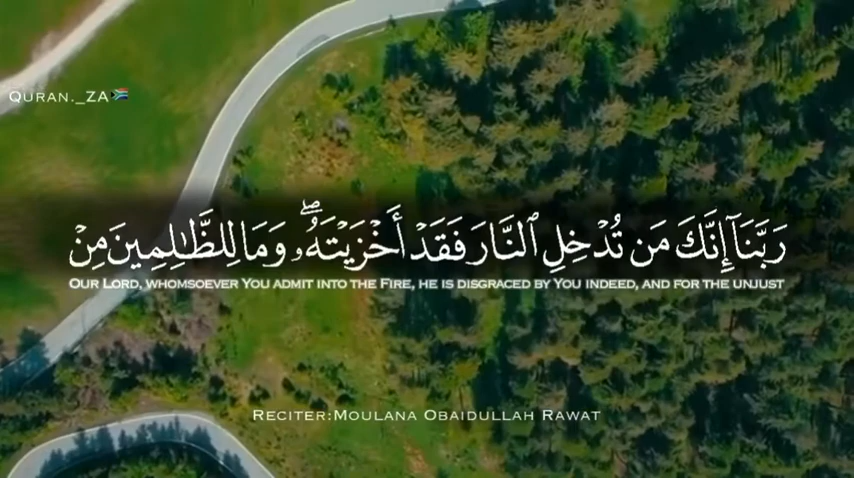 Quran._ZA🇿🇦
رَبَّنَآ إِنَّكَ مَن تُدْخِلِ ٱلنَّارَ فَقَدْ أَخْزَيْتَهُۥ ۖ وَمَا لِلظَّٰلِمِينَ مِنْ
Our Lord, whomsoever You admit into the Fire, he is disgraced by You indeed, and for the unjust
Reciter:Moulana Obaidullah Rawat